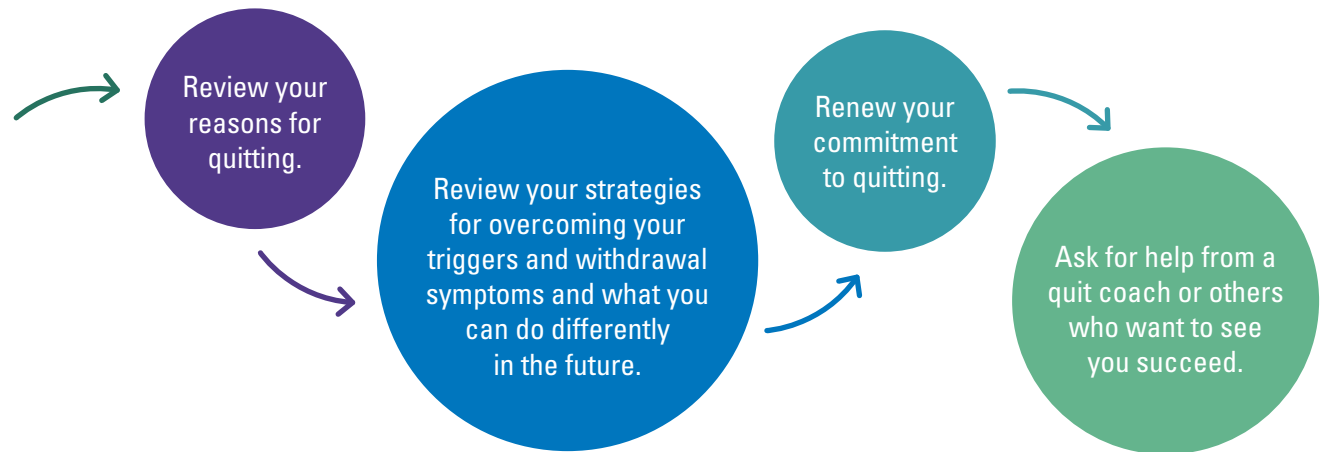 Review your
reasons for
quitting.
Review your strategies
for overcoming your
triggers and withdrawal
symptoms and what you
can do differently
in the future.
Renew your
commitment
to quitting.
Ask for help from a
quit coach or others
who want to see
you succeed.